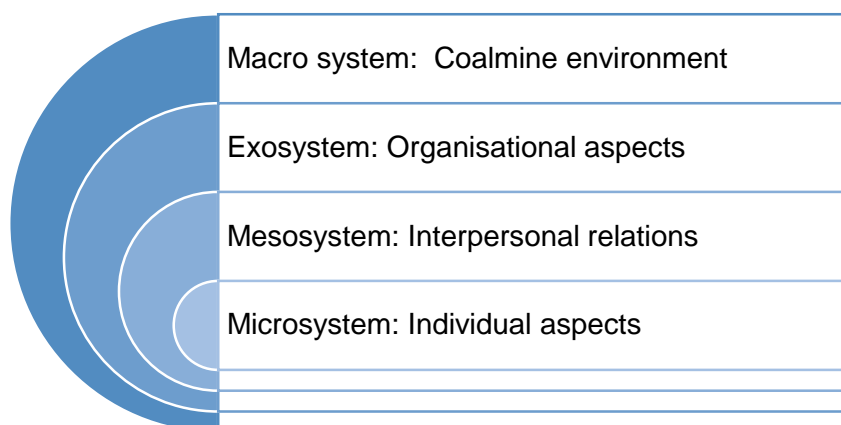 Macro system:  Coalmine environment
Exosystem: Organisational aspects
Mesosystem: Interpersonal relations
Microsystem: Individual aspects